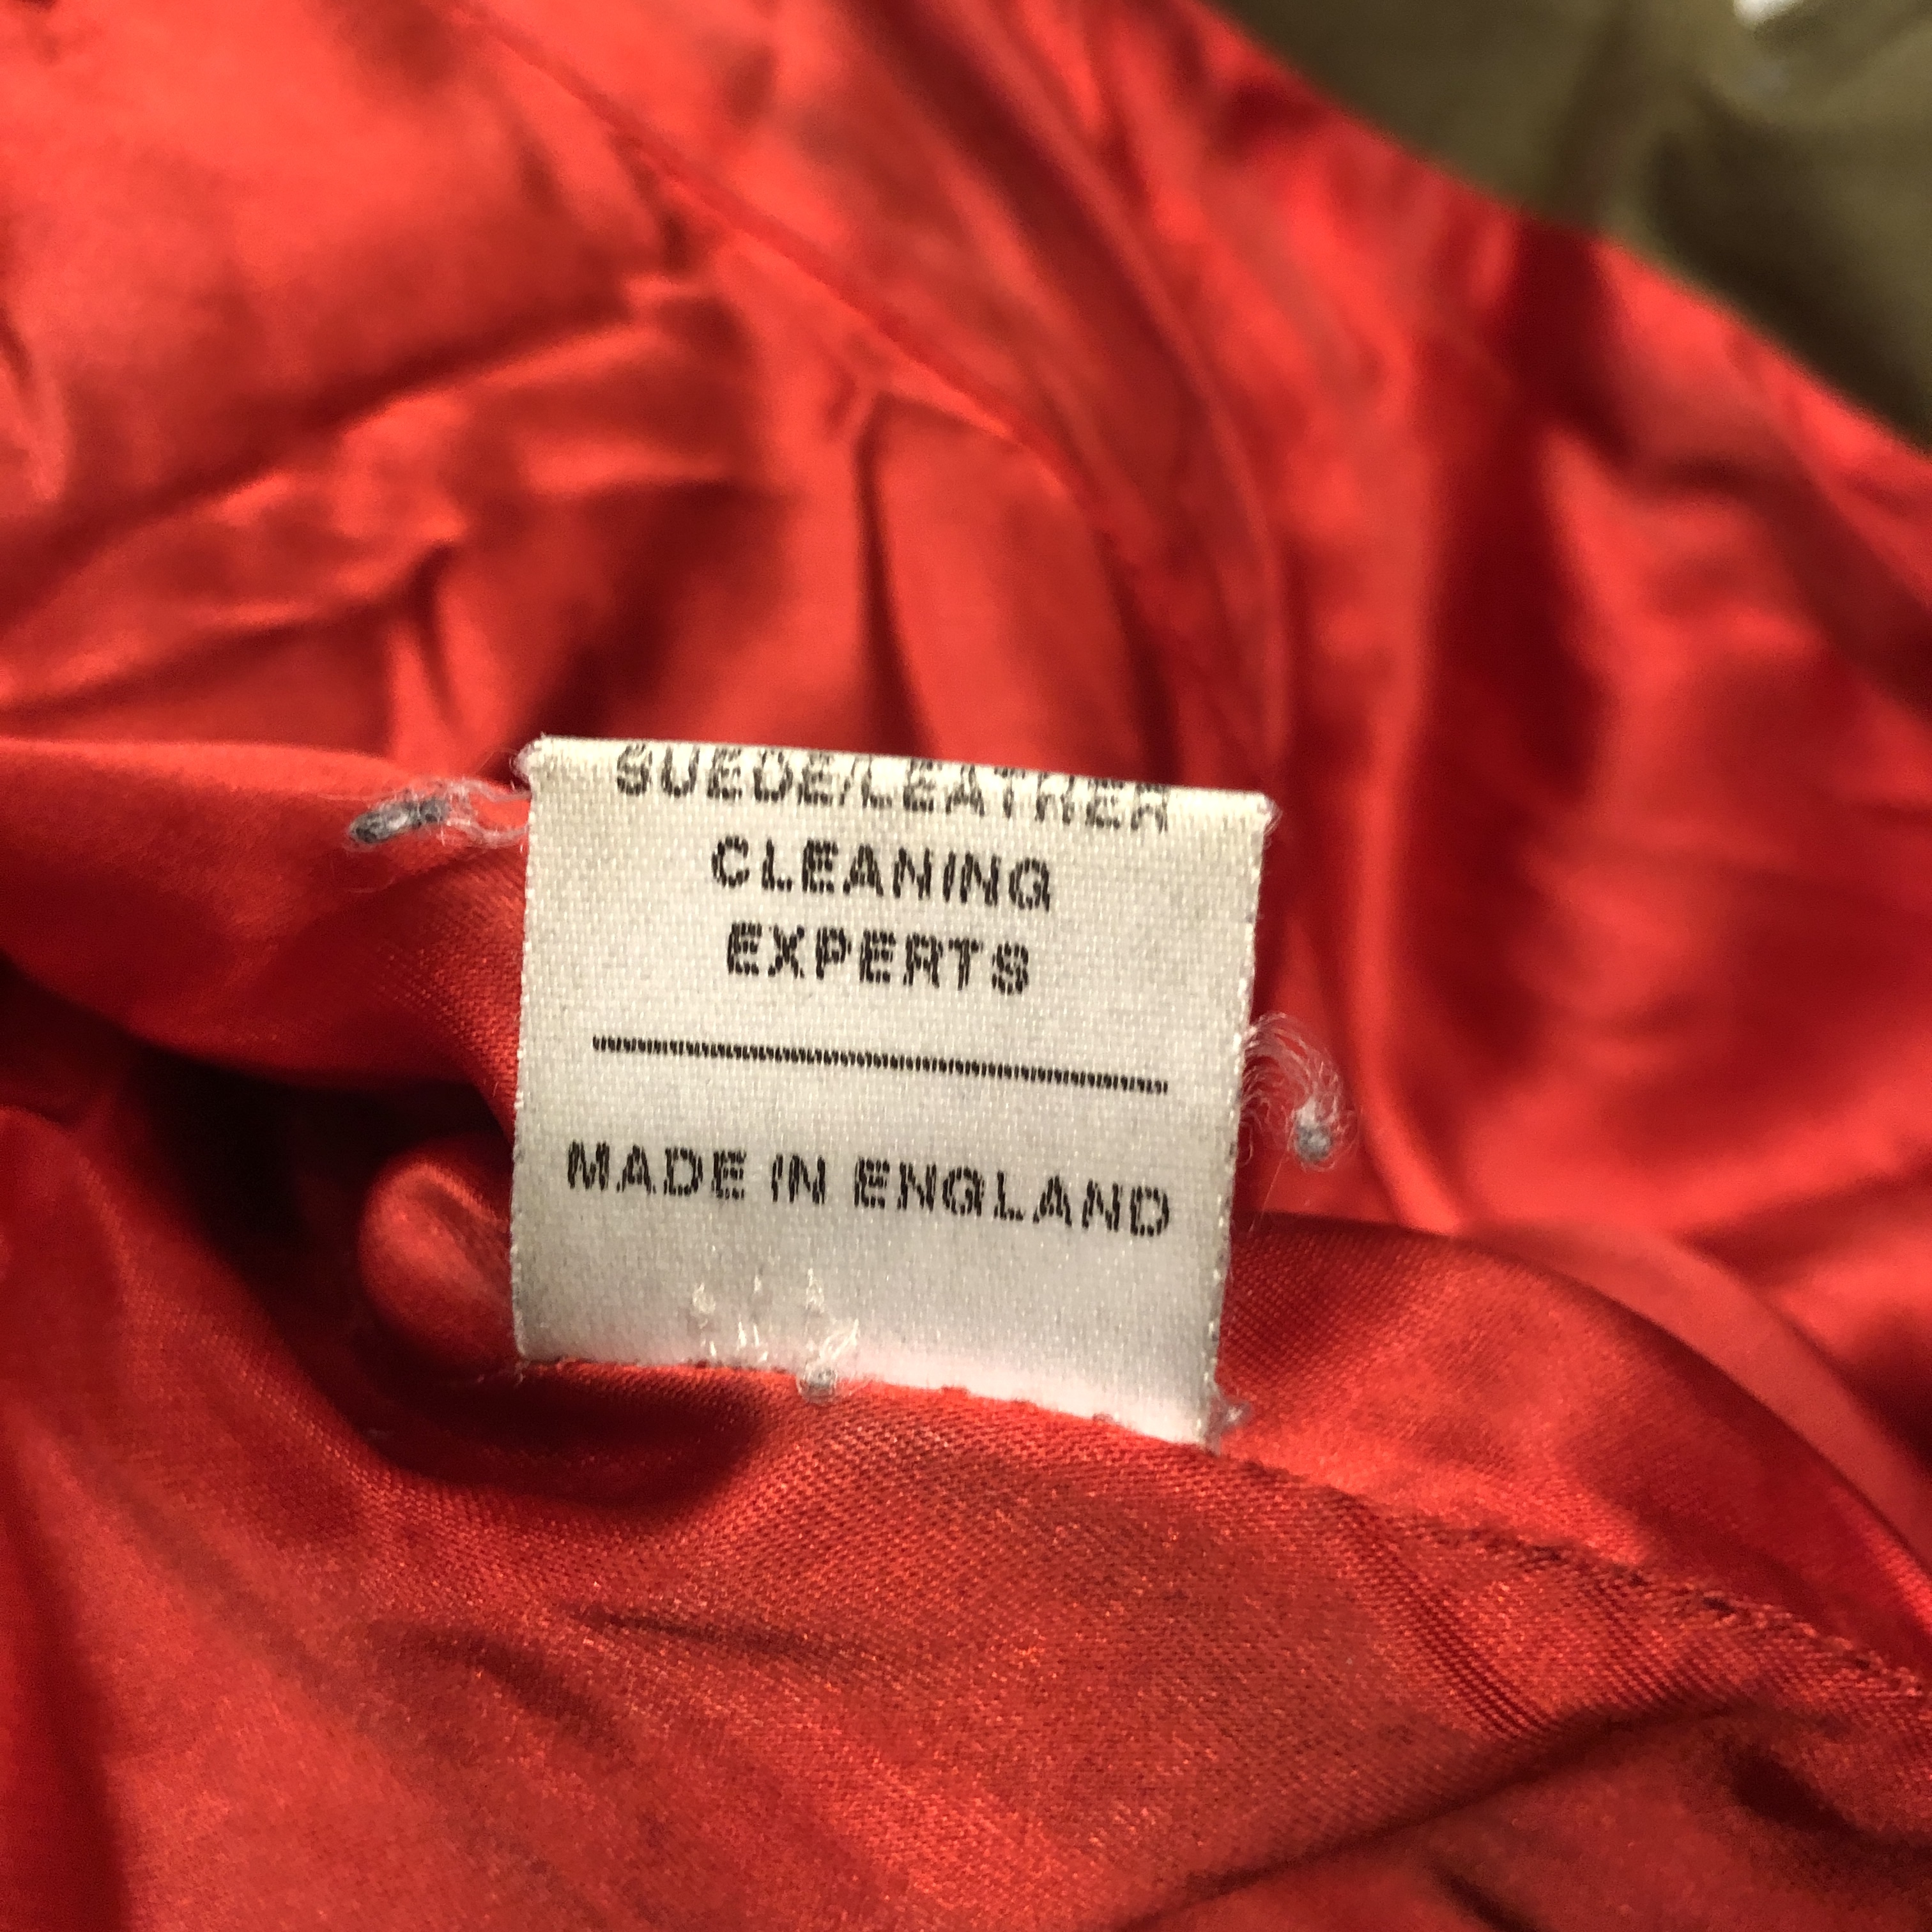 SUEDE/LEATHER
CLEANING
EXPERTS
MADE IN ENGLAND